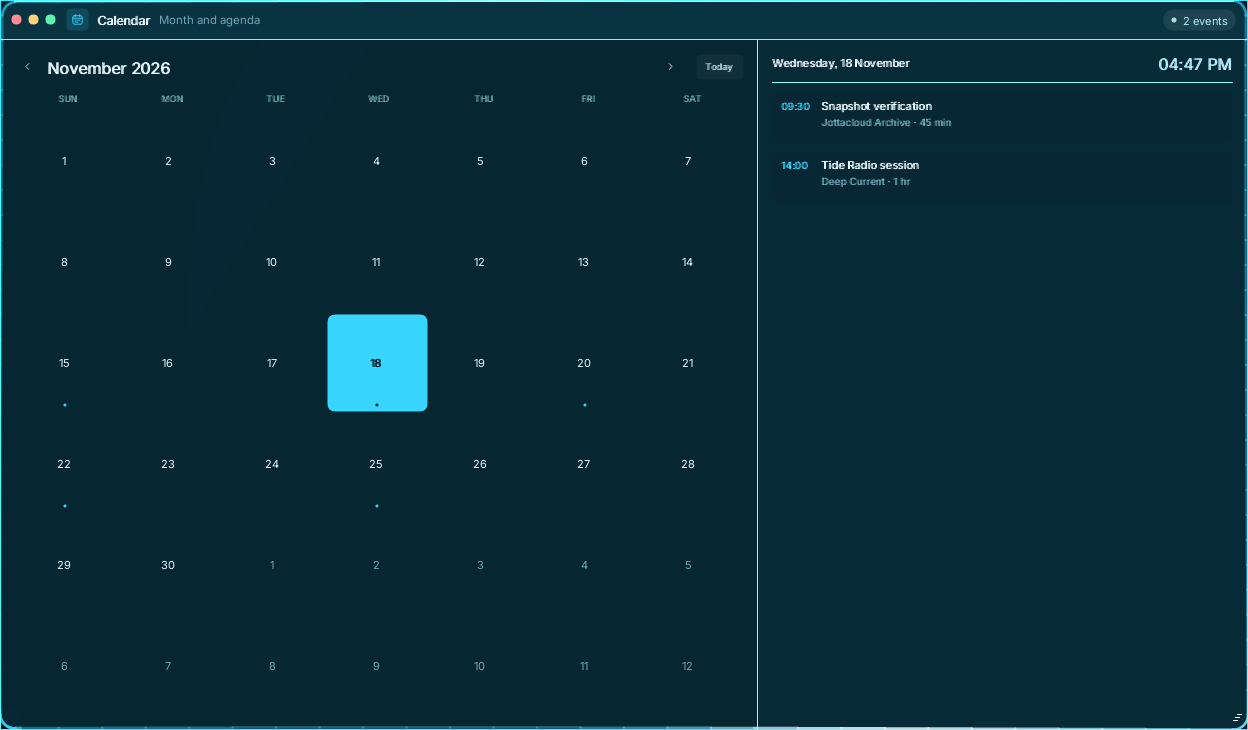 Calendar Month and agenda
2 events
November 2026
Today
SUN MON TUE WED THU FRI SAT
1 2 3 4 5 6 7
8 9 10 11 12 13 14
15 16 17 18 19 20 21
22 23 24 25 26 27 28
29 30 1 2 3 4 5
6 7 8 9 10 11 12
Wednesday, 18 November 04:47 PM
09:30 Snapshot verification
Jottacloud Archive · 45 min
14:00 Tide Radio session
Deep Current · 1 hr